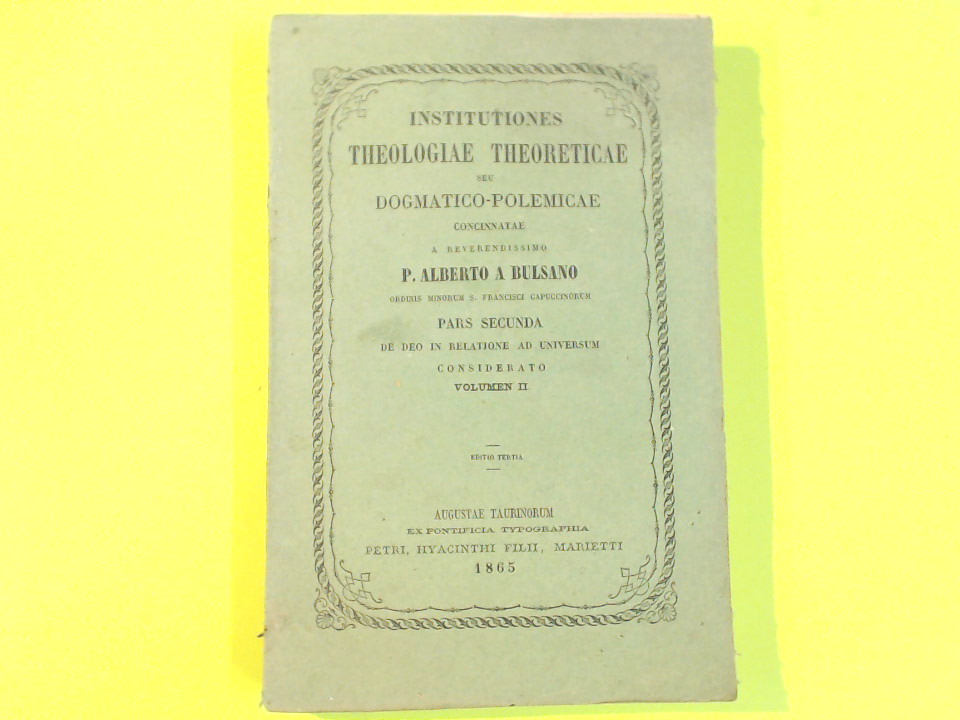 INSTITUTIONES
THEOLOGIAE THEORETICAE
SEU
DOGMATICO-POLEMICAE
CONCINNATAE
A REVERENDISSIMO
P. ALBERTO A BULSANO
ORDINIS MINORUM S. FRANCISCI CAPUCCINORUM
PARS SECUNDA
DE DEO IN RELATIONE AD UNIVERSUM
CONSIDERATO
VOLUMEN II
EDITIO TERTIA
AUGUSTAE TAURINORUM
EX PONTIFICIA TYPOGRAPHIA
PETRI, HYACINTHI FILII, MARIETTI
1865